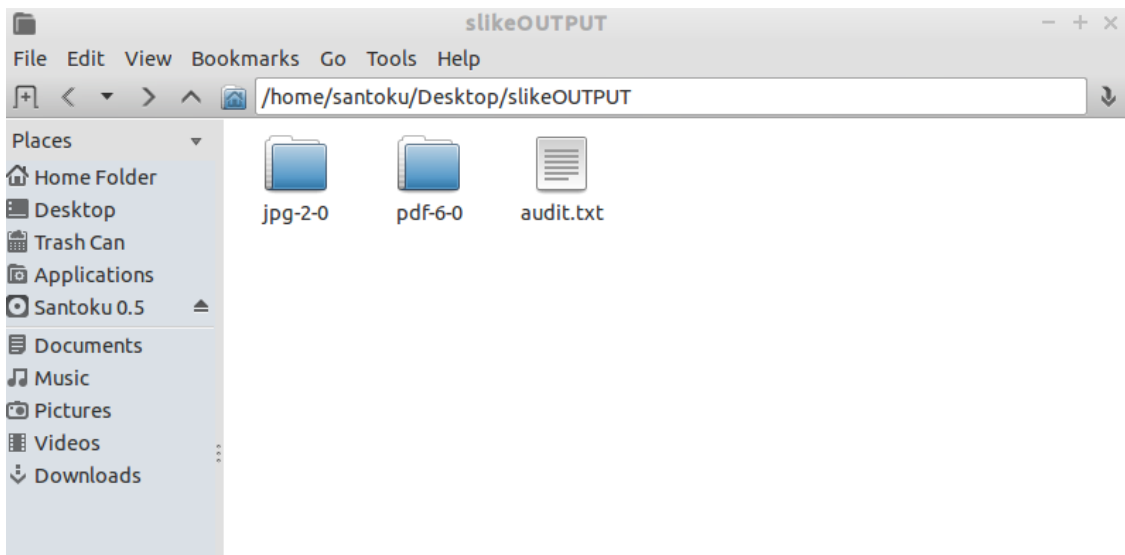 slikeOUTPUT
File Edit View Bookmarks Go Tools Help
/home/santoku/Desktop/slikeOUTPUT
Places
Home Folder
Desktop
Trash Can
Applications
Santoku 0.5
Documents
Music
Pictures
Videos
Downloads
jpg-2-0 pdf-6-0 audit.txt